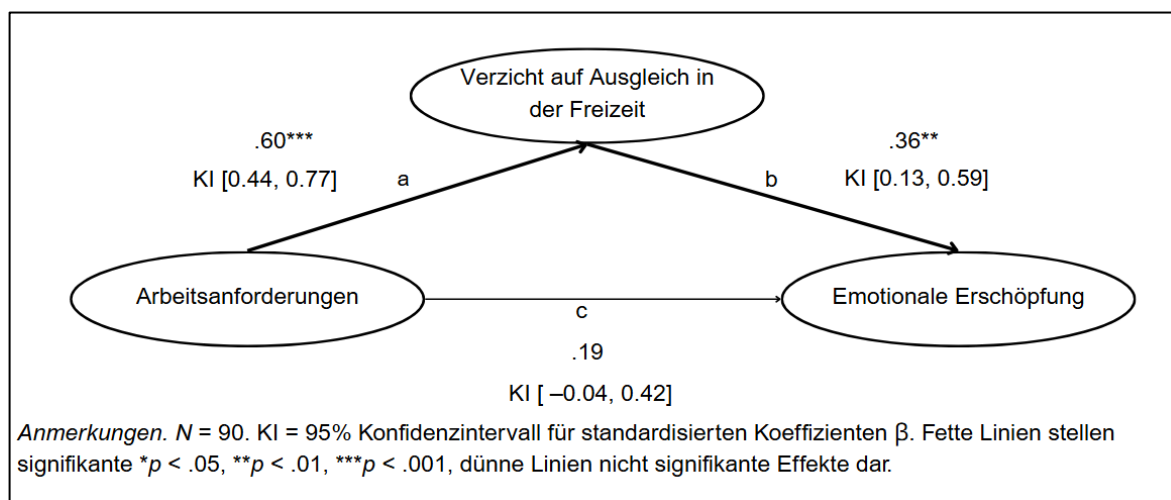 Verzicht auf Ausgleich in
der Freizeit
.60***
.36**
KI [0.44, 0.77]
a
b
KI [0.13, 0.59]
Arbeitsanforderungen
Emotionale Erschöpfung
c
.19
KI [ –0.04, 0.42]
Anmerkungen. N = 90. KI = 95% Konfidenzintervall für standardisierten Koeffizienten β. Fette Linien stellen
signifikante *p < .05, **p < .01, ***p < .001, dünne Linien nicht signifikante Effekte dar.